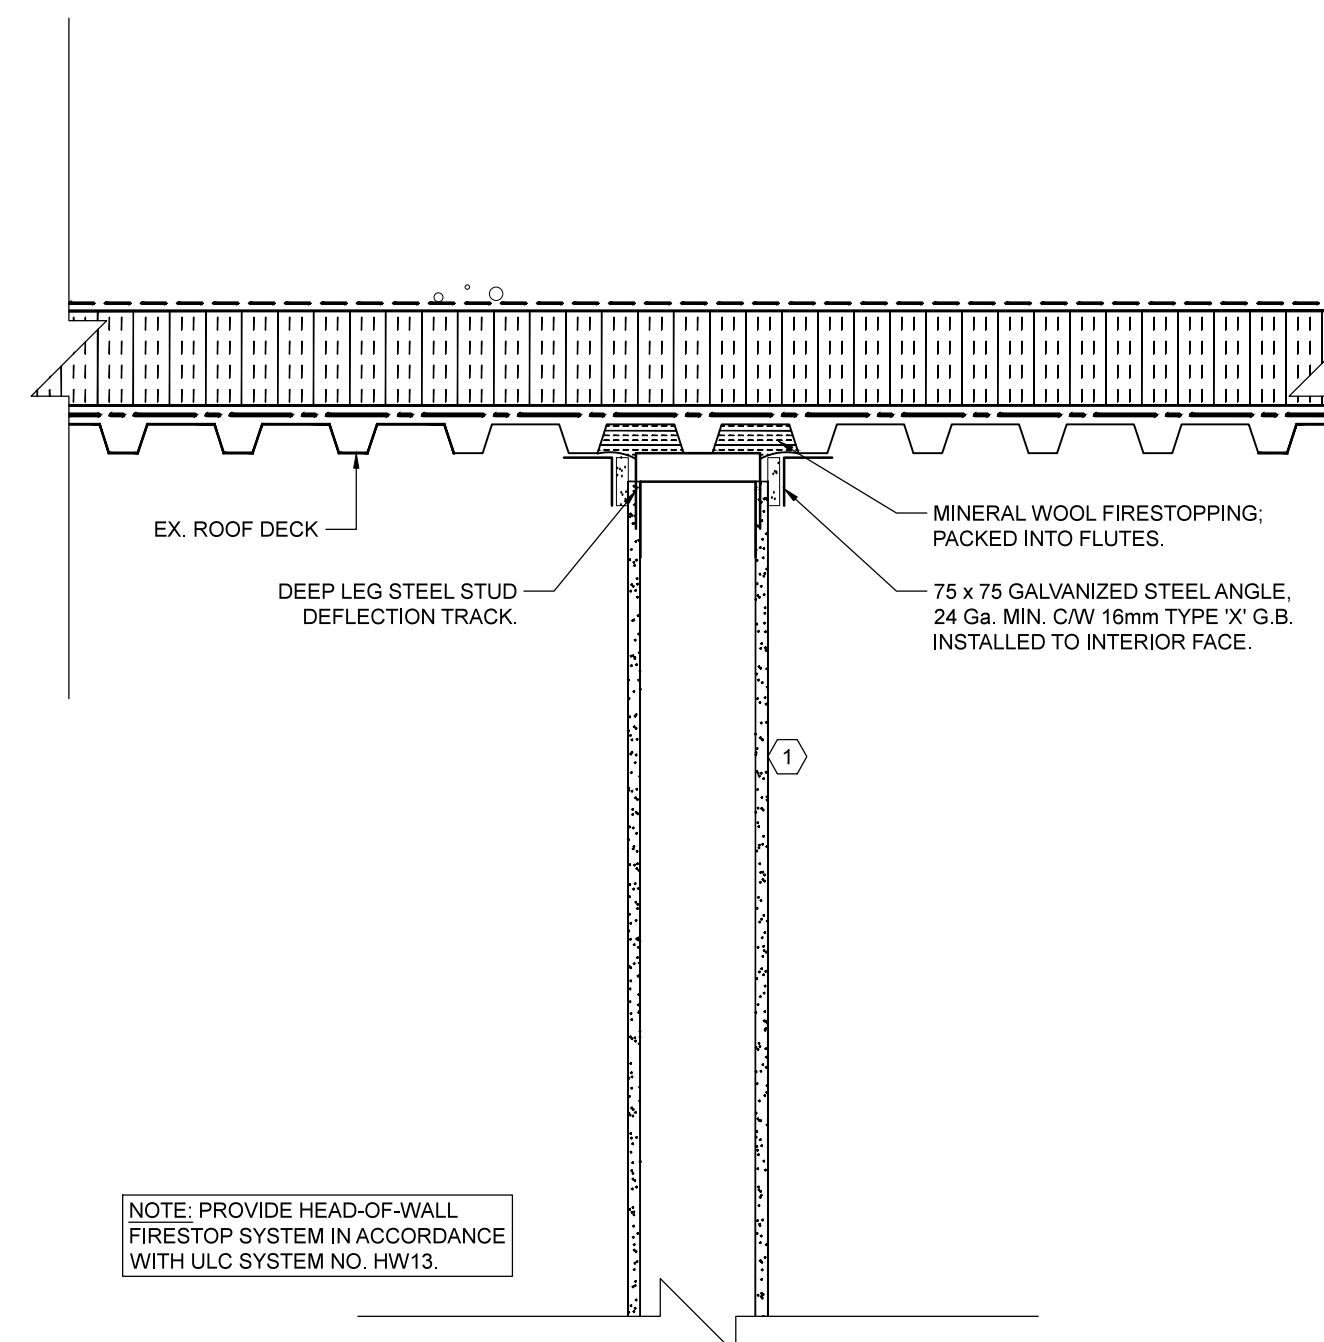 EX. ROOF DECK
MINERAL WOOL FIRESTOPPING;
PACKED INTO FLUTES.
DEEP LEG STEEL STUD
DEFLECTION TRACK.
75 x 75 GALVANIZED STEEL ANGLE,
24 Ga. MIN. C/W 16mm TYPE 'X' G.B.
INSTALLED TO INTERIOR FACE.
1
NOTE: PROVIDE HEAD-OF-WALL
FIRESTOP SYSTEM IN ACCORDANCE
WITH ULC SYSTEM NO. HW13.